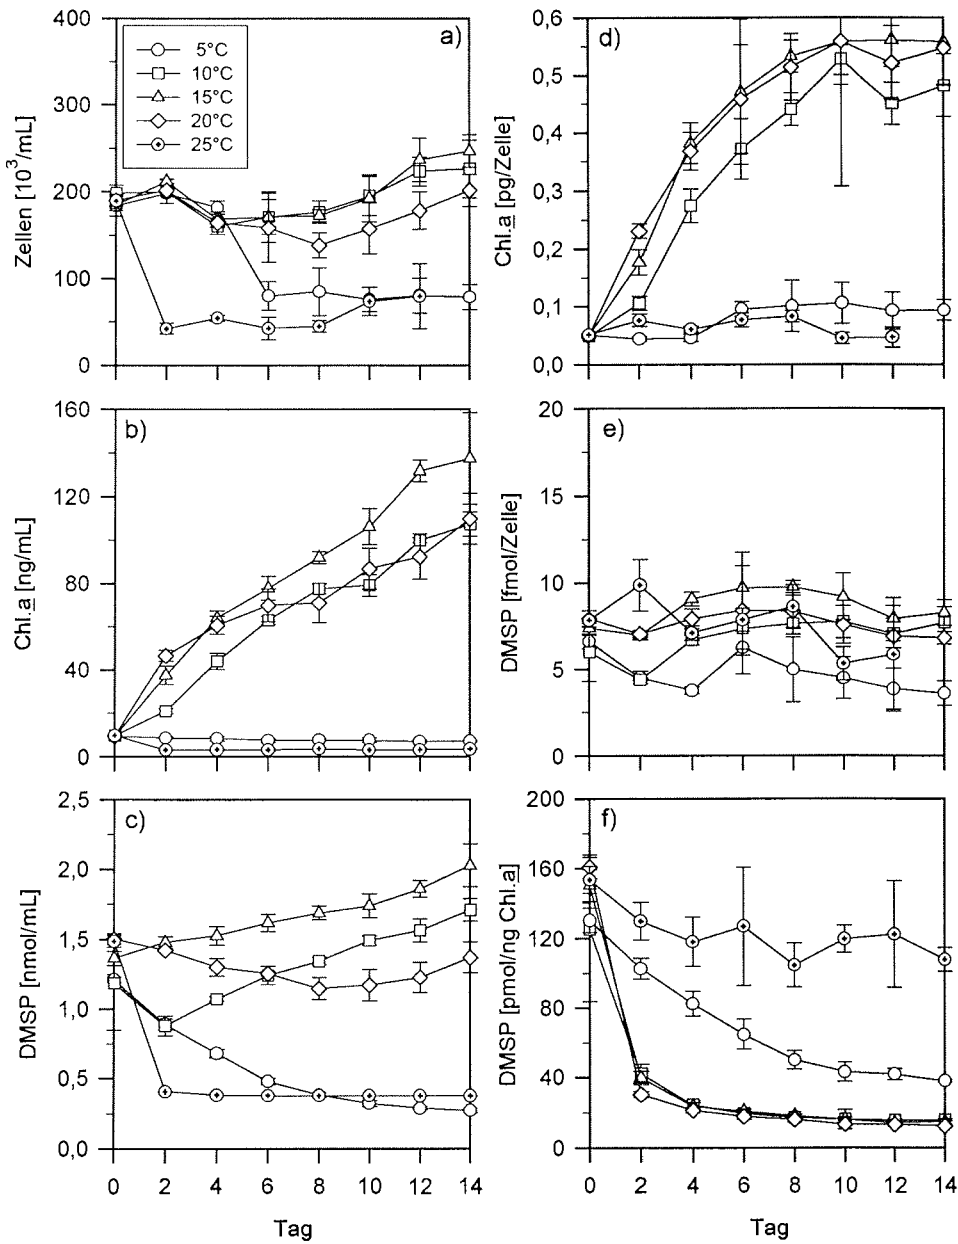 a)
Zellen [10³/mL]
400
300
200
100
0
5°C
10°C
15°C
20°C
25°C
d)
Chl.a [pg/Zelle]
0,6
0,5
0,4
0,3
0,2
0,1
0,0
b)
Chl.a [ng/mL]
160
120
80
40
0
e)
DMSP [fmol/Zelle]
20
15
10
5
0
c)
DMSP [nmol/mL]
2,5
2,0
1,5
1,0
0,5
0,0
0 2 4 6 8 10 12 14
Tag
f)
DMSP [pmol/ng Chl.a]
200
160
120
80
40
0
0 2 4 6 8 10 12 14
Tag